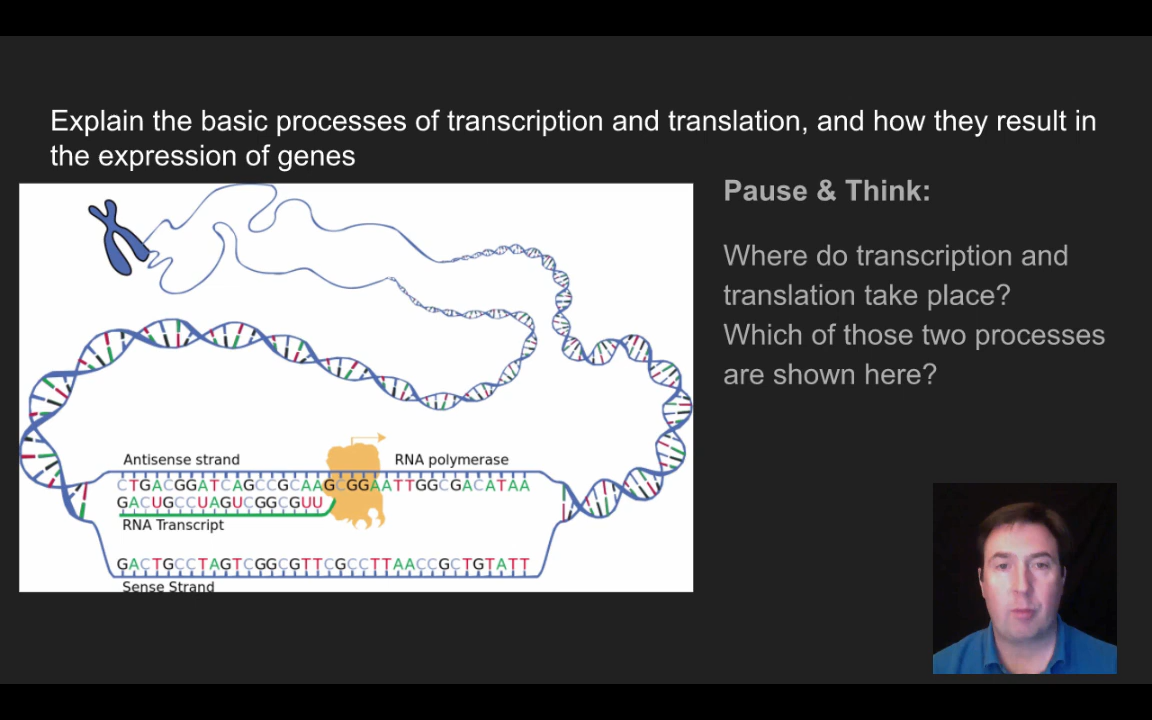 Explain the basic processes of transcription and translation, and how they result in
the expression of genes
Pause & Think:
Where do transcription and
translation take place?
Which of those two processes
are shown here?
Antisense strand
RNA polymerase
CTGACGGATCAGCCGCAAGCGGAATTGGCGACATAA
GACUGCCUAGUCGGCGUU
RNA Transcript
GACTGCCTAGTCGGCGTTCGCCTTAACCGCTGTATT
Sense Strand